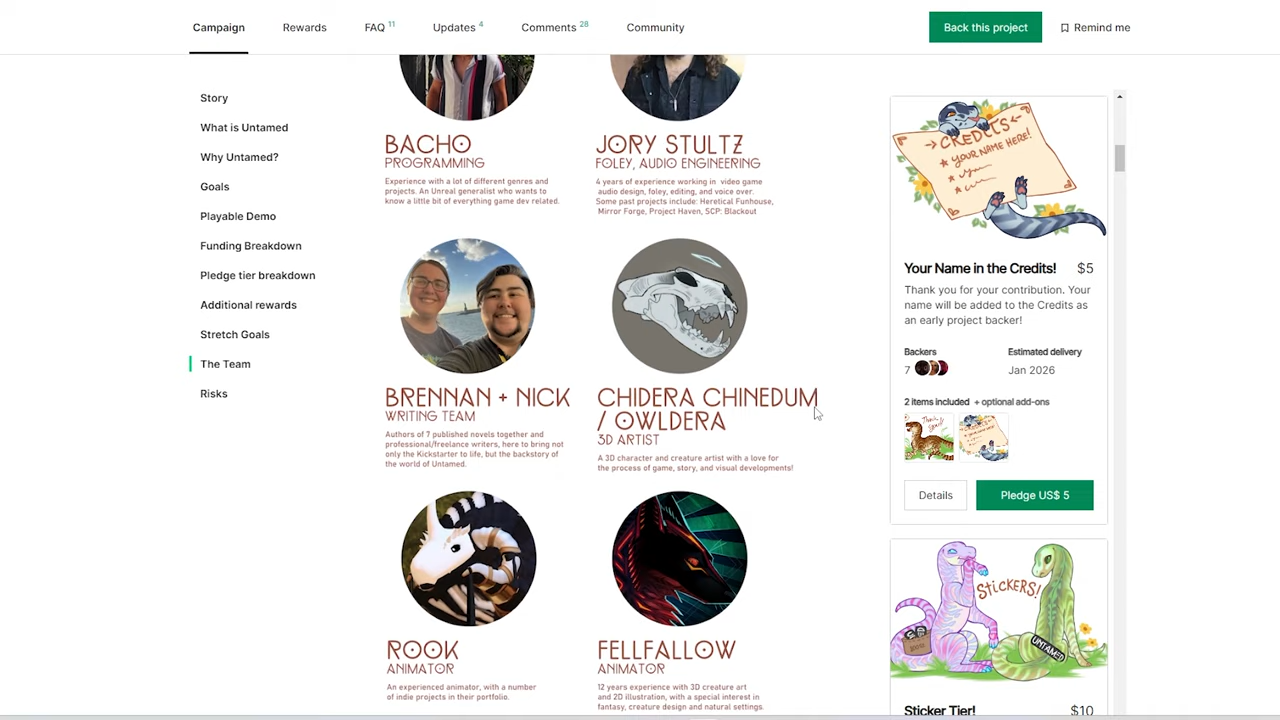 Campaign
Rewards
FAQ 11
Updates 4
Comments 28
Community
Back this project
Remind me
Story
What is Untamed
Why Untamed?
Goals
Playable Demo
Funding Breakdown
Pledge tier breakdown
Additional rewards
Stretch Goals
The Team
Risks
BACHO
PROGRAMMING
Experience with a lot of different genres and
projects. An Unreal generalist who wants to
know a little bit of everything game dev related.
JORY STULTZ
FOLEY, AUDIO ENGINEERING
4 years of experience working in video game
audio design, foley, editing, and voice over.
Some past projects include: Heretical Funhouse,
Mirror Forge, Project Haven, SCP: Blackout
BRENNAN + NICK
WRITING TEAM
Authors of 7 published novels together and
professional/freelance writers, here to bring not
only the Kickstarter to life, but the backstory of
the world of Untamed.
CHIDERA CHINEDUM
/ OWLDERA
3D ARTIST
A 3D character and creature artist with a love for
the process of game, story, and visual developments!
ROOK
ANIMATOR
An experienced animator, with a number
of indie projects in their portfolio.
FELLFALLOW
ANIMATOR
12 years experience with 3D creature art
and 2D illustration, with a special interest in
fantasy, creature design and natural settings.
CREDITS
YOUR NAME HERE!
Your Name in the Credits! $5
Thank you for your contribution. Your
name will be added to the Credits as
an early project backer!
Backers
7
Estimated delivery
Jan 2026
2 items included + optional add-ons
Details
Pledge US$ 5
STICKERS!
UNTAMED
Sticker Tier! $10